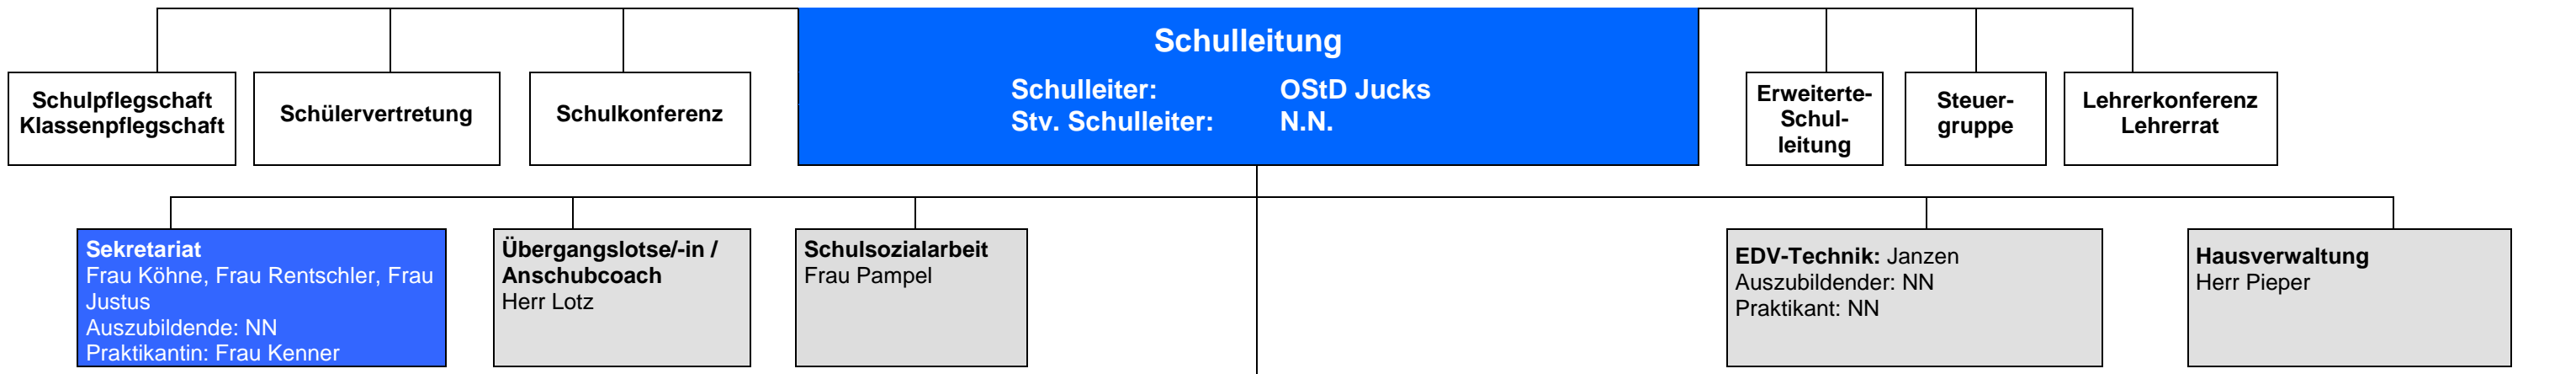 Schulleitung
Schulleiter: OStD Jucks
Stv. Schulleiter: N.N.
Schulpflegschaft
Klassenpflegschaft
Schülervertretung
Schulkonferenz
Erweiterte-
Schul-
leitung
Steuer-
gruppe
Lehrerkonferenz
Lehrerrat
Sekretariat
Frau Köhne, Frau Rentschler, Frau
Justus
Auszubildende: NN
Praktikantin: Frau Kenner
Übergangslotse/-in /
Anschubcoach
Herr Lotz
Schulsozialarbeit
Frau Pampel
EDV-Technik: Janzen
Auszubildender: NN
Praktikant: NN
Hausverwaltung
Herr Pieper